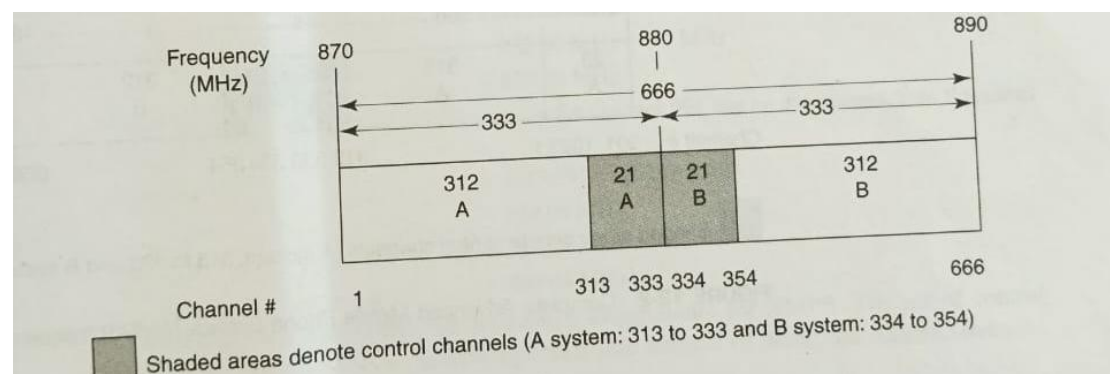 Frequency 870 880 890
(MHz)
666
333 333
312 21 21 312
A A B B
Channel # 1 313 333 334 354 666
Shaded areas denote control channels (A system: 313 to 333 and B system: 334 to 354)